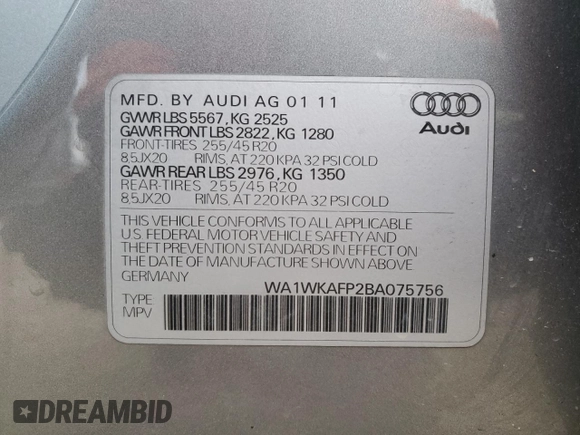 MFD. BY AUDI AG 01 11
GVWR LBS 5567, KG 2525
GAWR FRONT LBS 2822, KG 1280
FRONT-TIRES 255/45 R20
8,5JX20 RIMS, AT 220 KPA 32 PSI COLD
GAWR REAR LBS 2976, KG 1350
REAR-TIRES 255/45 R20
8,5JX20 RIMS, AT 220 KPA 32 PSI COLD
Audi
THIS VEHICLE CONFORMS TO ALL APPLICABLE
U.S. FEDERAL MOTOR VEHICLE SAFETY AND
THEFT PREVENTION STANDARDS IN EFFECT ON
THE DATE OF MANUFACTURE SHOWN ABOVE.
GERMANY
WA1WKAFP2BA075756
TYPE
MPV
DREAMBID